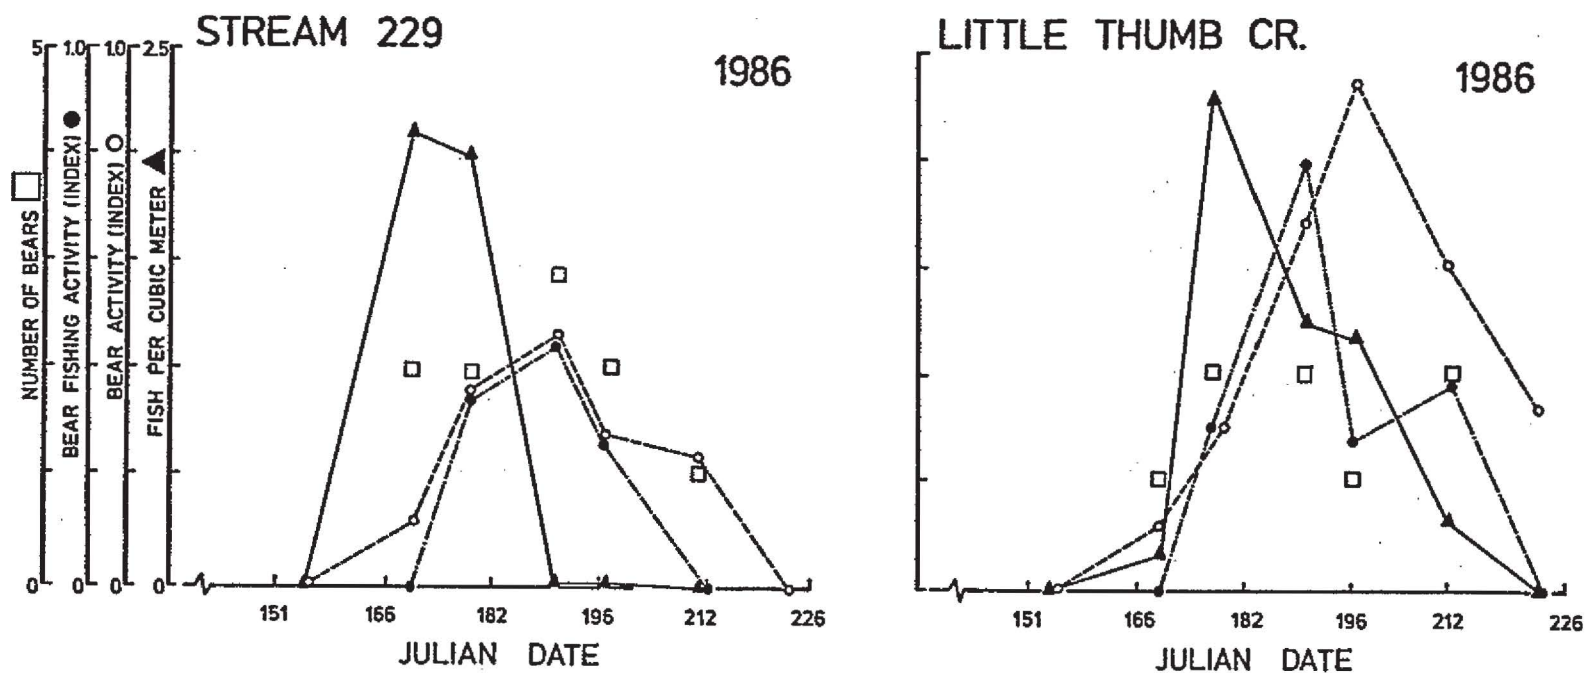 STREAM 229
1986
5 1.0 1.0 2.5
NUMBER OF BEARS
BEAR FISHING ACTIVITY (INDEX)
BEAR ACTIVITY (INDEX)
FISH PER CUBIC METER
0 0 0 0
151 166 182 196 212 226
JULIAN DATE
LITTLE THUMB CR.
1986
151 166 182 196 212 226
JULIAN DATE